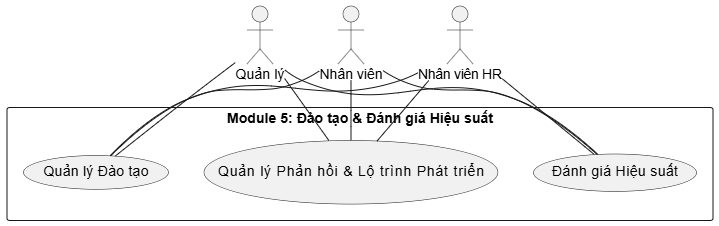 Quản lý
Nhân viên
Nhân viên HR
Module 5: Đào tạo & Đánh giá Hiệu suất
Quản lý Đào tạo
Quản lý Phản hồi & Lộ trình Phát triển
Đánh giá Hiệu suất